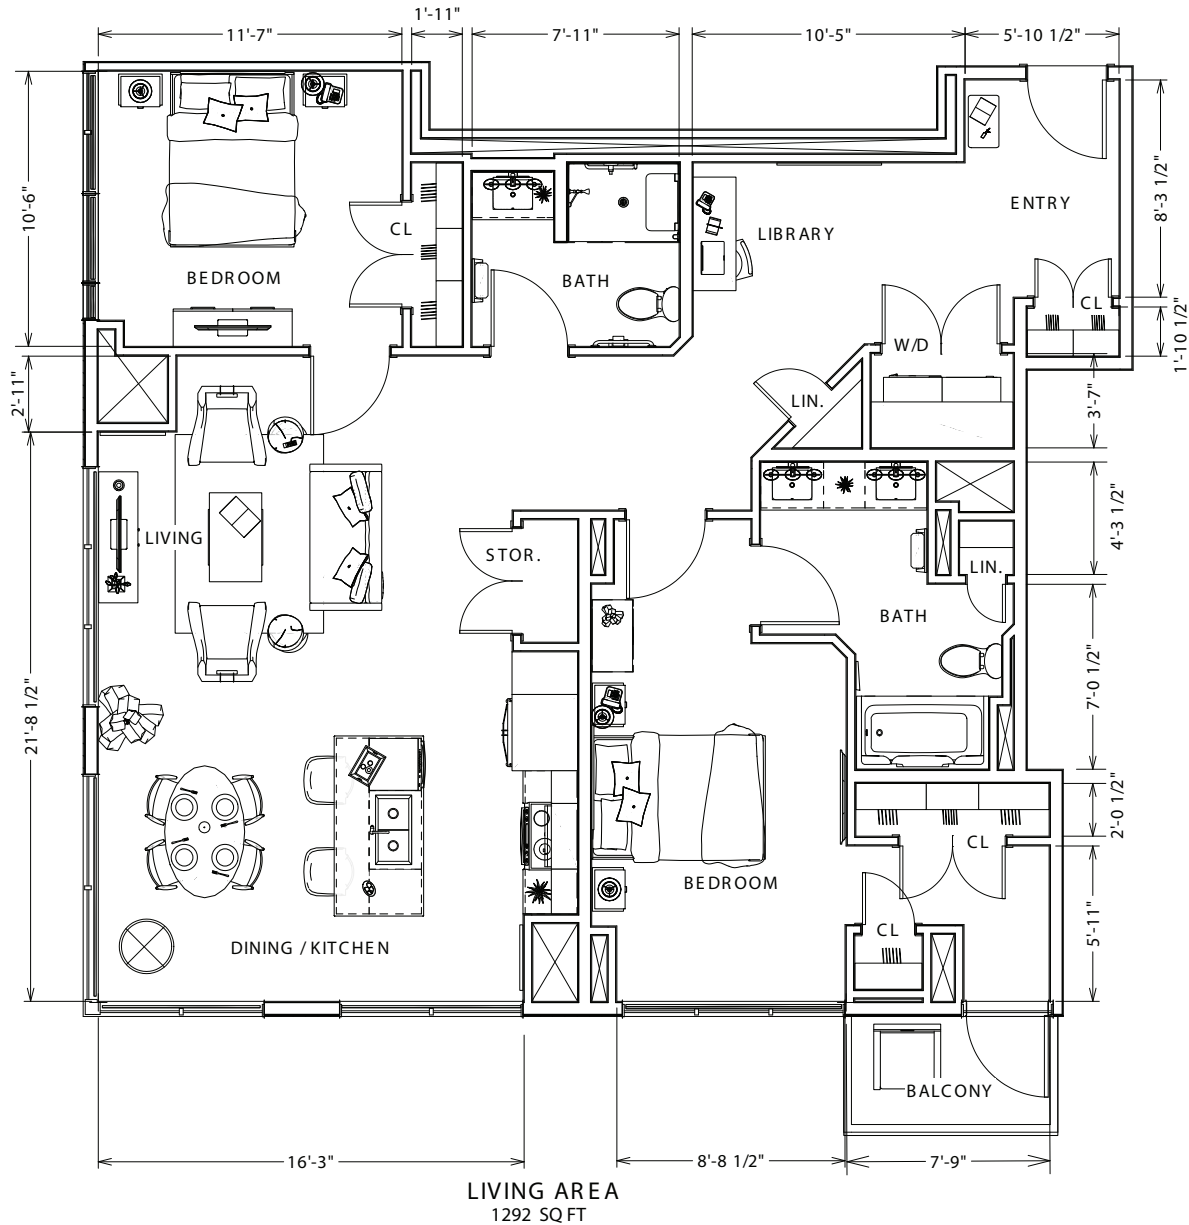 1'-11"
11'-7"
7'-11"
10'-5"
5'-10 1/2"
10'-6"
8'-3 1/2"
ENTRY
CL
LIBRARY
BEDROOM
BATH
CL
1'-10 1/2"
W/D
2'-11"
LIN.
3'-7"
4'-3 1/2"
LIVING
STOR.
LIN.
BATH
7'-0 1/2"
21'-8 1/2"
2'-0 1/2"
CL
BEDROOM
CL
5'-11"
DINING / KITCHEN
BALCONY
16'-3"
8'-8 1/2"
7'-9"
LIVING AREA
1292 SQ FT